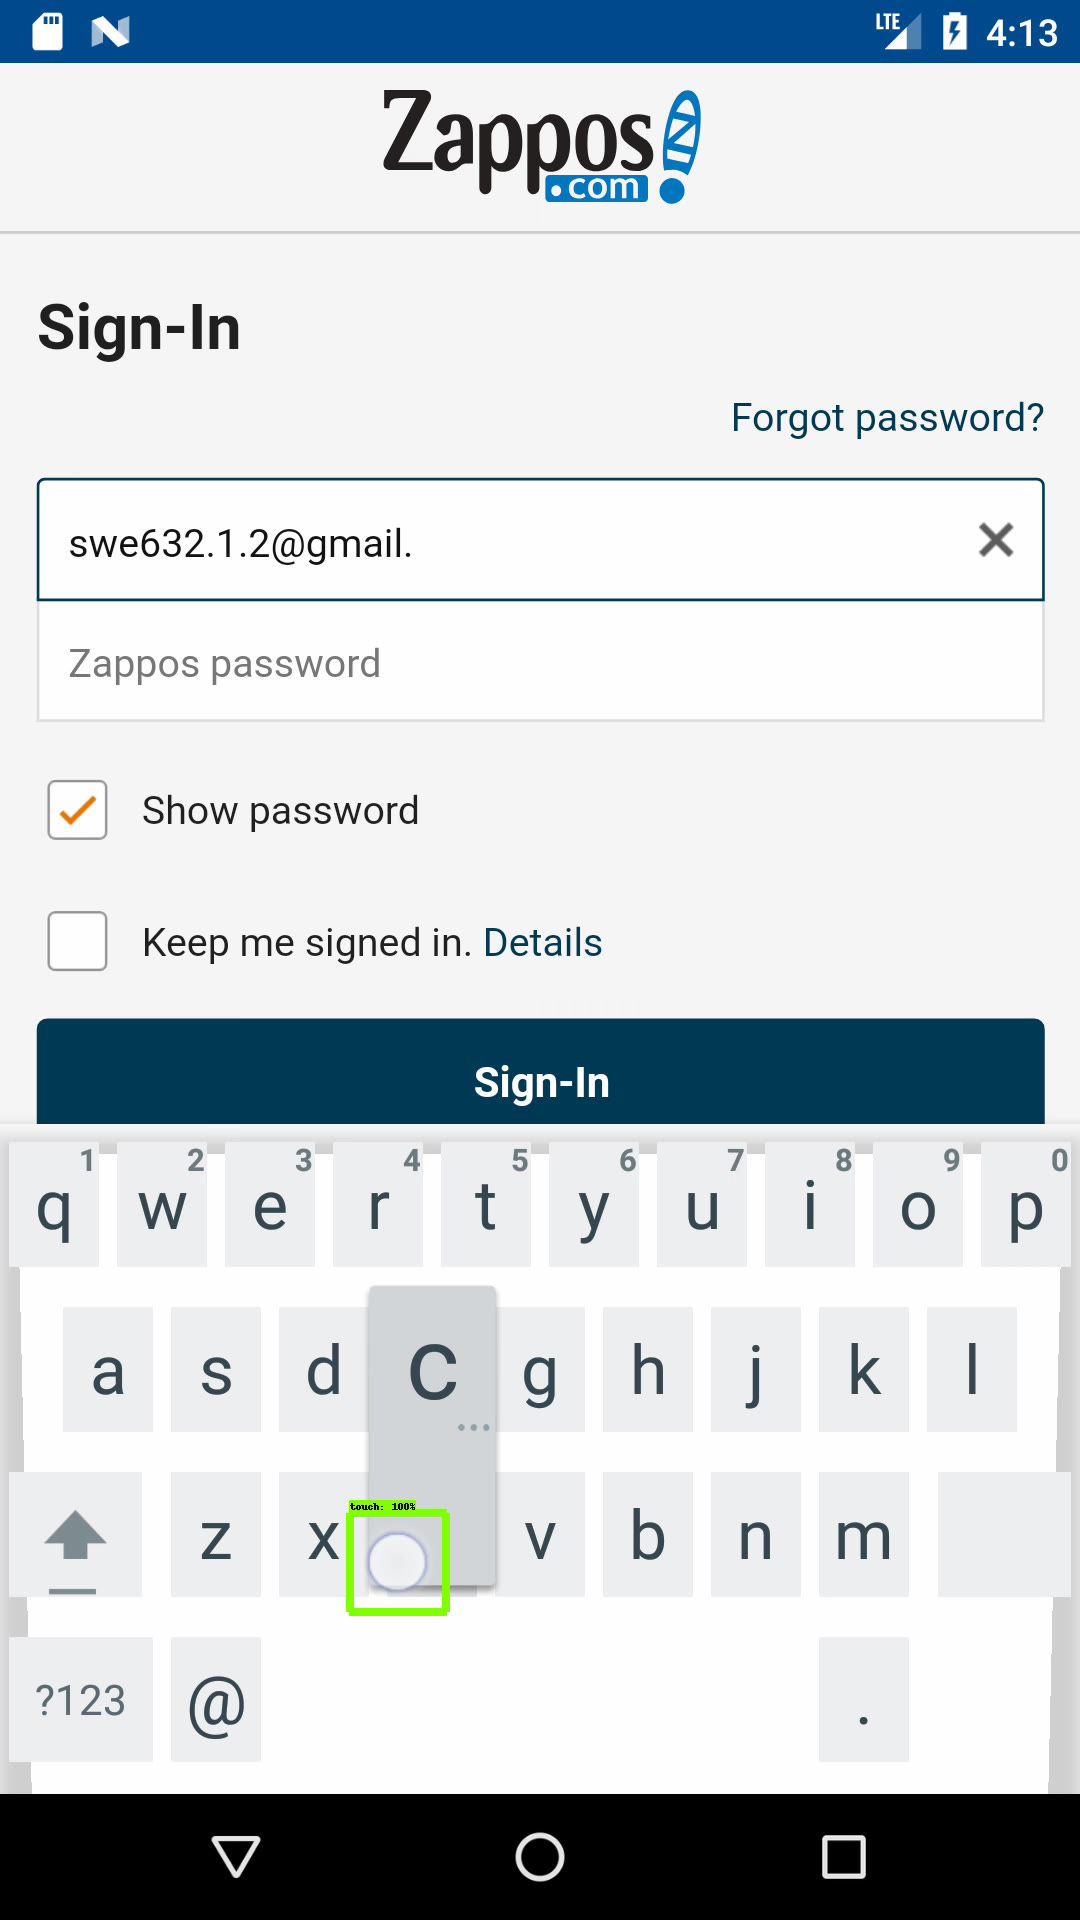 LTE 4:13
Zappos
.com
Sign-In
Forgot password?
swe632.1.2@gmail.
Zappos password
Show password
Keep me signed in. Details
Sign-In
1 2 3 4 5 6 7 8 9 0
q w e r t y u i o p
a s d c g h j k l
touch: 100%
z x v b n m
?123 @ .